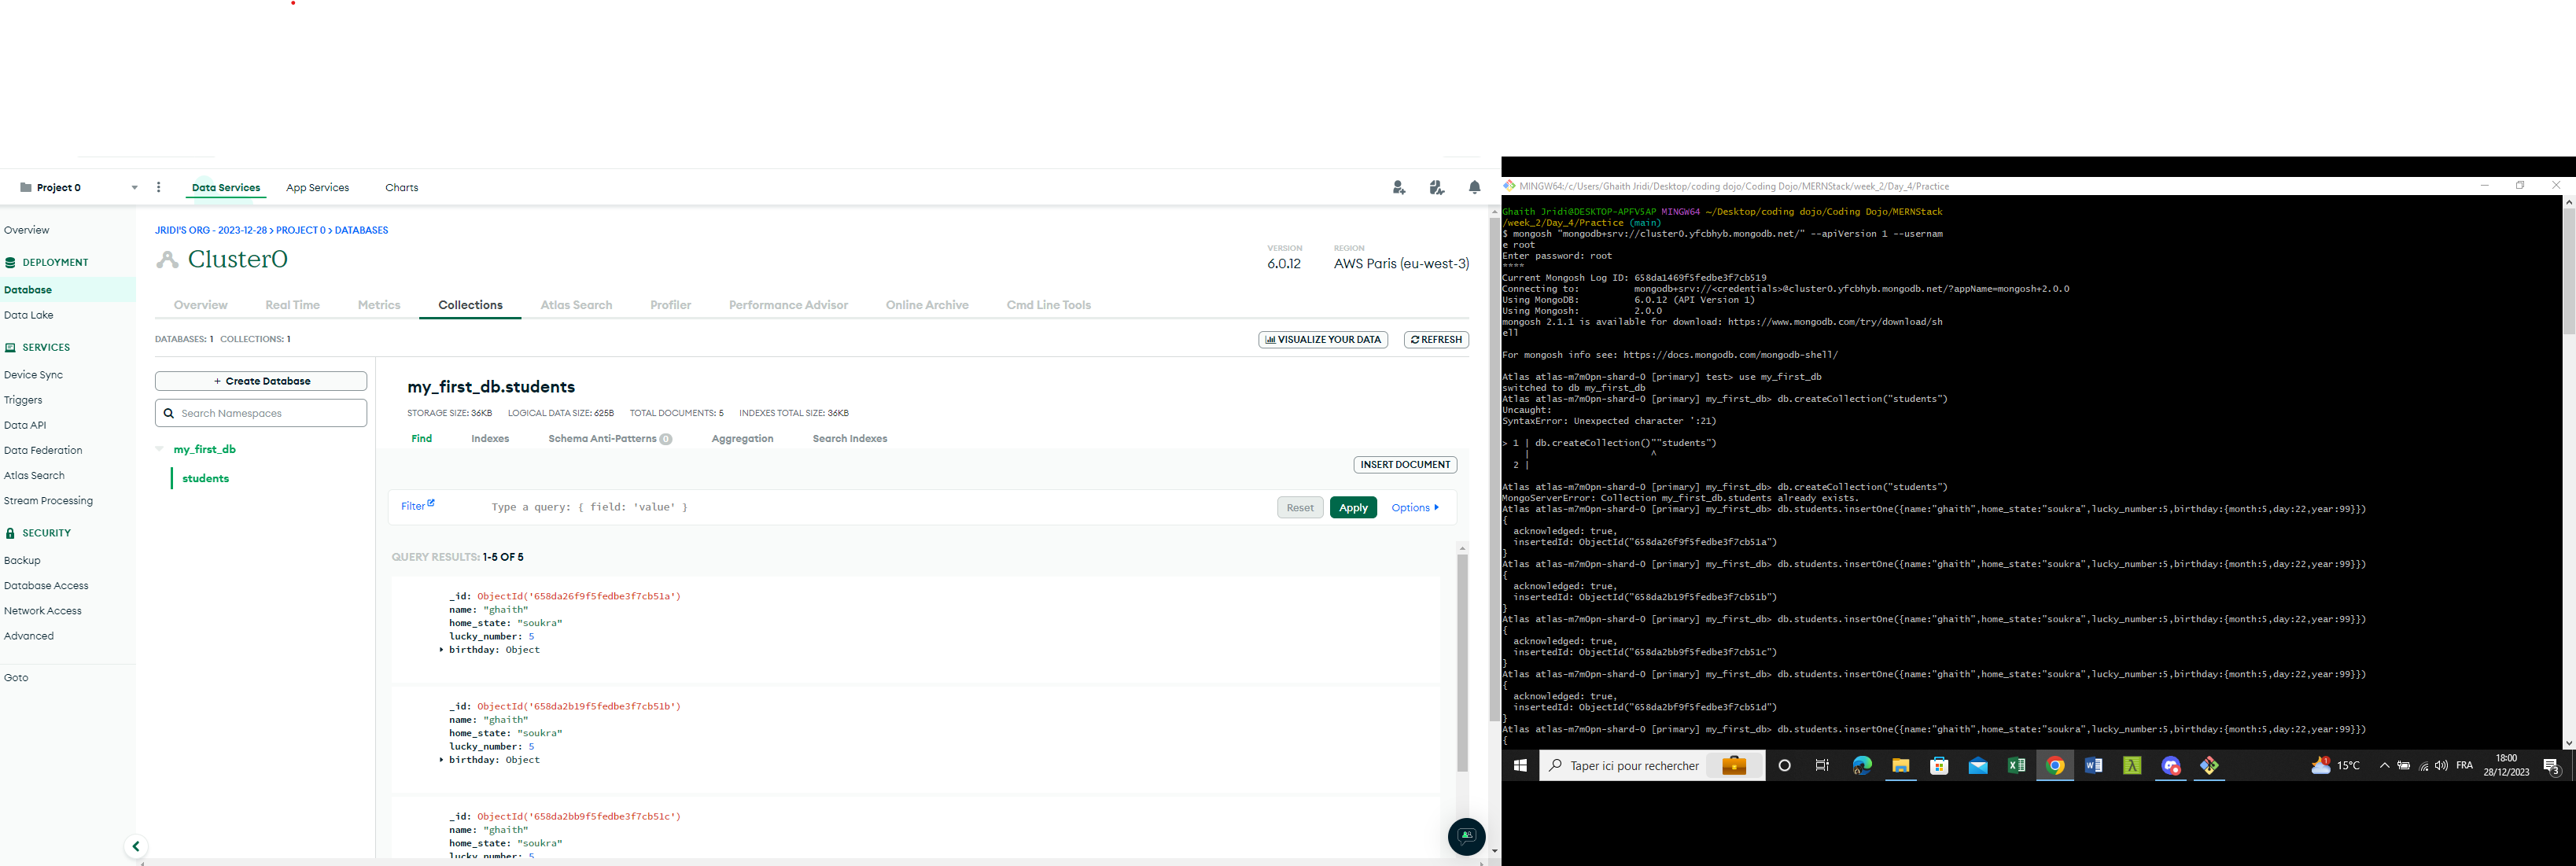 Project 0
Data Services
App Services
Charts
Overview
DEPLOYMENT
Database
Data Lake
SERVICES
Device Sync
Triggers
Data API
Data Federation
Atlas Search
Stream Processing
SECURITY
Backup
Database Access
Network Access
Advanced
Goto
JRIDI'S ORG - 2023-12-28 > PROJECT 0 > DATABASES
Cluster0
VERSION
6.0.12
REGION
AWS Paris (eu-west-3)
Overview
Real Time
Metrics
Collections
Atlas Search
Profiler
Performance Advisor
Online Archive
Cmd Line Tools
DATABASES: 1 COLLECTIONS: 1
VISUALIZE YOUR DATA
REFRESH
+ Create Database
Search Namespaces
my_first_db
students
my_first_db.students
STORAGE SIZE: 36KB LOGICAL DATA SIZE: 625B TOTAL DOCUMENTS: 5 INDEXES TOTAL SIZE: 36KB
Find
Indexes
Schema Anti-Patterns 0
Aggregation
Search Indexes
INSERT DOCUMENT
Filter
Type a query: { field: 'value' }
Reset
Apply
Options
QUERY RESULTS: 1-5 OF 5
_id: ObjectId('658da26f9f5fedbe3f7cb51a')
name: "ghaith"
home_state: "soukra"
lucky_number: 5
birthday: Object
_id: ObjectId('658da2b19f5fedbe3f7cb51b')
name: "ghaith"
home_state: "soukra"
lucky_number: 5
birthday: Object
_id: ObjectId('658da2bb9f5fedbe3f7cb51c')
name: "ghaith"
home_state: "soukra"
lucky_number: 5
MINGW64:/c/Users/Ghaith Jridi/Desktop/coding dojo/Coding Dojo/MERNStack/week_2/Day_4/Practice
Ghaith Jridi@DESKTOP-APFV5AP MINGW64 ~/Desktop/coding dojo/Coding Dojo/MERNStack
/week_2/Day_4/Practice (main)
$ mongosh "mongodb+srv://cluster0.yfcbhyb.mongodb.net/" --apiVersion 1 --usernam
e root
Enter password: root
****
Current Mongosh Log ID: 658da1469f5fedbe3f7cb519
Connecting to: mongodb+srv://<credentials>@cluster0.yfcbhyb.mongodb.net/?appName=mongosh+2.0.0
Using MongoDB: 6.0.12 (API Version 1)
Using Mongosh: 2.0.0
mongosh 2.1.1 is available for download: https://www.mongodb.com/try/download/sh
ell
For mongosh info see: https://docs.mongodb.com/mongodb-shell/
Atlas atlas-m7m0pn-shard-0 [primary] test> use my_first_db
switched to db my_first_db
Atlas atlas-m7m0pn-shard-0 [primary] my_first_db> db.createCollection("students")
Uncaught:
SyntaxError: Unexpected character ':21)
> 1 | db.createCollection()""students")
| ^
2 |
Atlas atlas-m7m0pn-shard-0 [primary] my_first_db> db.createCollection("students")
MongoServerError: Collection my_first_db.students already exists.
Atlas atlas-m7m0pn-shard-0 [primary] my_first_db> db.students.insertOne({name:"ghaith",home_state:"soukra",lucky_number:5,birthday:{month:5,day:22,year:99}})
{
acknowledged: true,
insertedId: ObjectId("658da26f9f5fedbe3f7cb51a")
}
Atlas atlas-m7m0pn-shard-0 [primary] my_first_db> db.students.insertOne({name:"ghaith",home_state:"soukra",lucky_number:5,birthday:{month:5,day:22,year:99}})
{
acknowledged: true,
insertedId: ObjectId("658da2b19f5fedbe3f7cb51b")
}
Atlas atlas-m7m0pn-shard-0 [primary] my_first_db> db.students.insertOne({name:"ghaith",home_state:"soukra",lucky_number:5,birthday:{month:5,day:22,year:99}})
{
acknowledged: true,
insertedId: ObjectId("658da2bb9f5fedbe3f7cb51c")
}
Atlas atlas-m7m0pn-shard-0 [primary] my_first_db> db.students.insertOne({name:"ghaith",home_state:"soukra",lucky_number:5,birthday:{month:5,day:22,year:99}})
{
acknowledged: true,
insertedId: ObjectId("658da2bf9f5fedbe3f7cb51d")
}
Atlas atlas-m7m0pn-shard-0 [primary] my_first_db> db.students.insertOne({name:"ghaith",home_state:"soukra",lucky_number:5,birthday:{month:5,day:22,year:99}})
{
Taper ici pour rechercher
15°C
FRA
18:00
28/12/2023
3